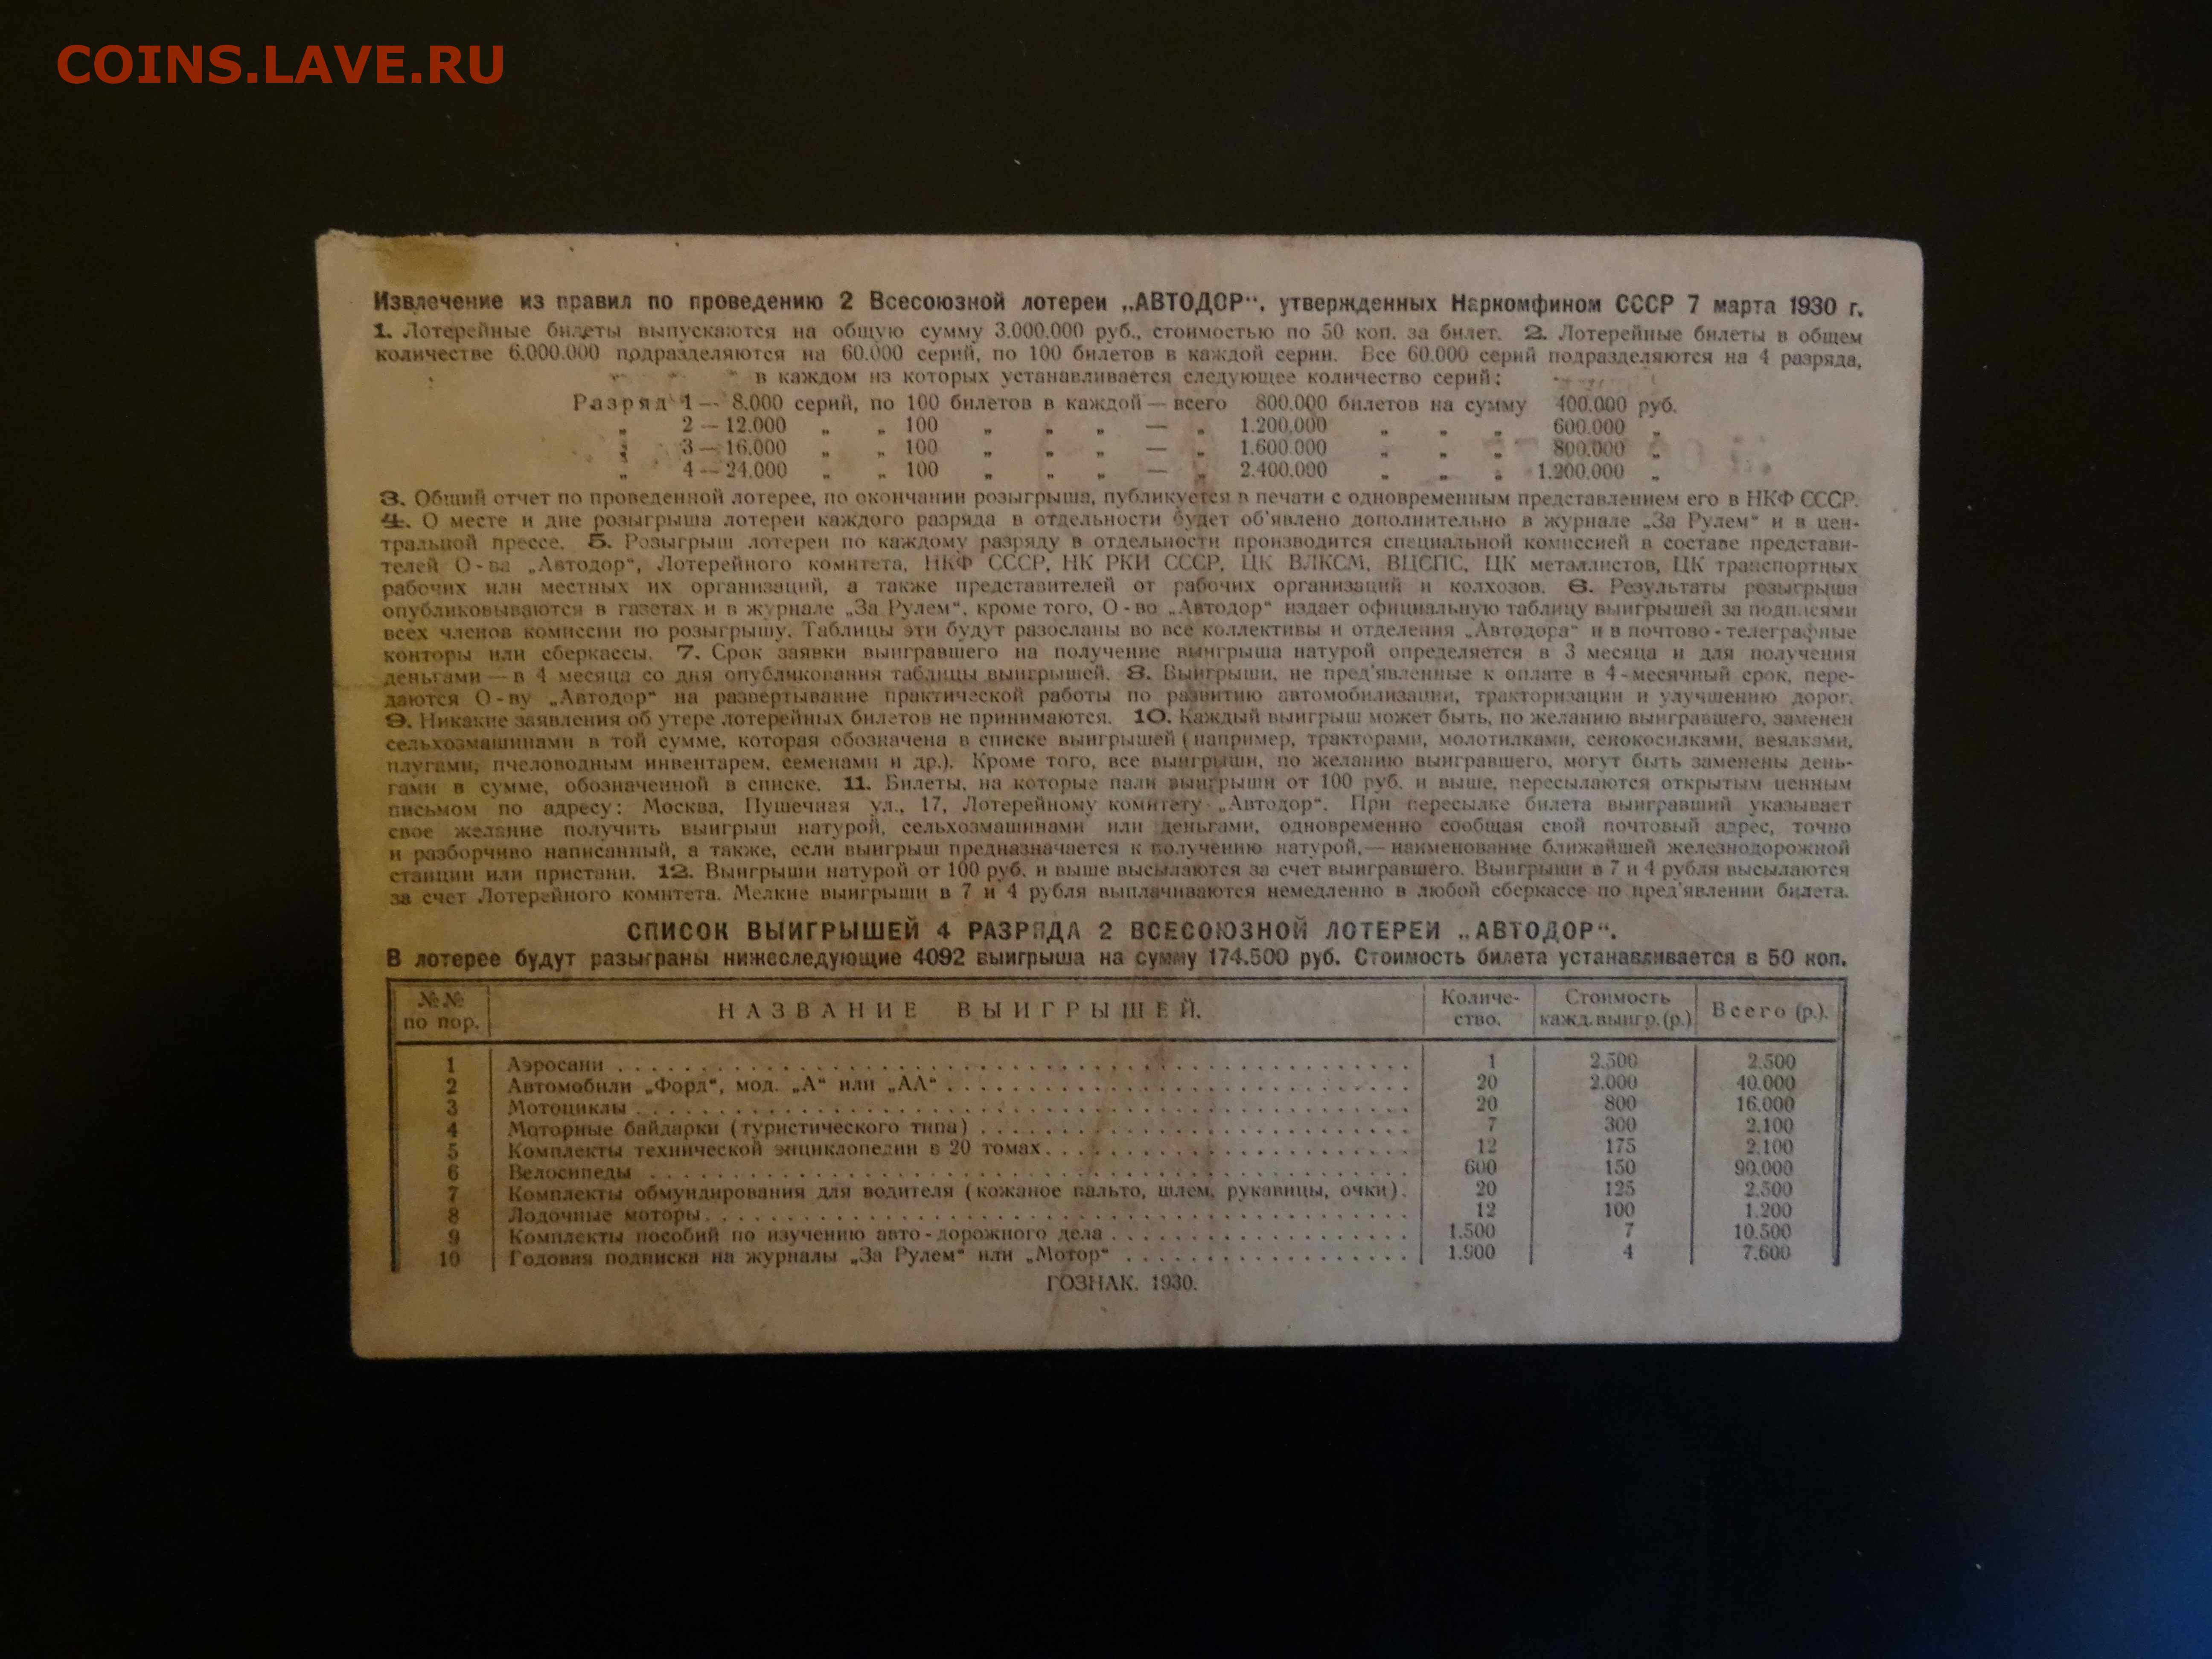 COINS.LAVE.RU
Извлечение из правил по проведению 2 Всесоюзной лотереи „АВТОДОР“, утвержденных Наркомфином СССР 7 марта 1930 г.
1. Лотерейные билеты выпускаются на общую сумму 3.000.000 руб., стоимостью по 50 коп. за билет. 2. Лотерейные билеты в общем
количестве 6.000.000 подразделяются на 60.000 серий, по 100 билетов в каждой серии. Все 60.000 серий подразделяются на 4 разряда,
в каждом из которых устанавливается следующее количество серий:
Разряд 1 — 8.000 серий, по 100 билетов в каждой — всего 800.000 билетов на сумму 400.000 руб.
„ 2 — 12.000 „ „ 100 „ „ „ — „ 1.200.000 „ „ „ 600.000 „
„ 3 — 16.000 „ „ 100 „ „ „ — „ 1.600.000 „ „ „ 800.000 „
„ 4 — 24.000 „ „ 100 „ „ „ — „ 2.400.000 „ „ „ 1.200.000 „
3. Общий отчет по проведенной лотерее, по окончании розыгрыша, публикуется в печати с одновременным представлением его в НКФ СССР.
4. О месте и дне розыгрыша лотереи каждого разряда в отдельности будет об'явлено дополнительно в журнале „За Рулем“ и в цен-
тральной прессе. 5. Розыгрыш лотереи по каждому разряду в отдельности производится специальной комиссией в составе представи-
телей О-ва „Автодор“, Лотерейного комитета, НКФ СССР, НК РКИ СССР, ЦК ВЛКСМ, ВЦСПС, ЦК металлистов, ЦК транспортных
рабочих или местных их организаций, а также представителей от рабочих организаций и колхозов. 6. Результаты розыгрыша
опубликовываются в газетах и в журнале „За Рулем“, кроме того, О-во „Автодор“ издает официальную таблицу выигрышей за подписями
всех членов комиссии по розыгрышу. Таблицы эти будут разосланы во все коллективы и отделения „Автодора“ и в почтово-телеграфные
конторы или сберкассы. 7. Срок заявки выигравшего на получение выигрыша натурой определяется в 3 месяца и для получения
деньгами — в 4 месяца со дня опубликования таблицы выигрышей. 8. Выигрыши, не пред'явленные к оплате в 4-месячный срок, пере-
даются О-ву „Автодор“ на развертывание практической работы по развитию автомобилизации, тракторизации и улучшению дорог.
9. Никакие заявления об утере лотерейных билетов не принимаются. 10. Каждый выигрыш может быть, по желанию выигравшего, заменен
сельхозмашинами в той сумме, которая обозначена в списке выигрышей (например, тракторами, молотилками, сенокосилками, веялками,
плугами, пчеловодным инвентарем, семенами и др.). Кроме того, все выигрыши, по желанию выигравшего, могут быть заменены день-
гами в сумме, обозначенной в списке. 11. Билеты, на которые пали выигрыши от 100 руб. и выше, пересылаются открытым ценным
письмом по адресу: Москва, Пушечная ул., 17, Лотерейному комитету „Автодор“. При пересылке билета выигравший указывает
свое желание получить выигрыш натурой, сельхозмашинами или деньгами, одновременно сообщая свой почтовый адрес, точно
и разборчиво написанный, а также, если выигрыш предназначается к получению натурой, — наименование ближайшей железнодорожной
станции или пристани. 12. Выигрыши натурой от 100 руб. и выше высылаются за счет выигравшего. Выигрыши в 7 и 4 рубля высылаются
за счет Лотерейного комитета. Мелкие выигрыши в 7 и 4 рубля выплачиваются немедленно в любой сберкассе по пред'явлении билета.
СПИСОК ВЫИГРЫШЕЙ 4 РАЗРЯДА 2 ВСЕСОЮЗНОЙ ЛОТЕРЕИ „АВТОДОР“.
В лотерее будут разыграны нижеследующие 4092 выигрыша на сумму 174.500 руб. Стоимость билета устанавливается в 50 коп.
№№ по пор. НАЗВАНИЕ ВЫИГРЫШЕЙ. Количе- ство. Стоимость кажд. выигр. (р.) Всего (р.).
1 Аэросани 1 2.500 2.500
2 Автомобили „Форд“, мод. „А“ или „АА“ 20 2.000 40.000
3 Мотоциклы 20 800 16.000
4 Моторные байдарки (туристического типа) 7 300 2.100
5 Комплекты технической энциклопедии в 20 томах 12 175 2.100
6 Велосипеды 600 150 90.000
7 Комплекты обмундирования для водителя (кожаное пальто, шлем, рукавицы, очки). 20 125 2.500
8 Лодочные моторы 12 100 1.200
9 Комплекты пособий по изучению авто-дорожного дела 1.500 7 10.500
10 Годовая подписка на журналы „За Рулем“ или „Мотор“ 1.900 4 7.600
ГОЗНАК. 1930.